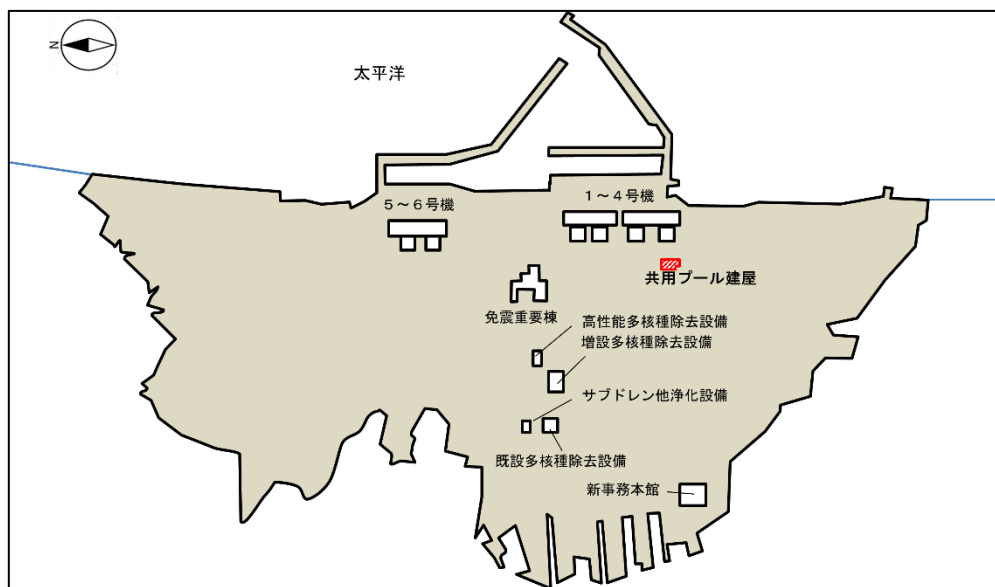 N
太平洋
5～6号機
1～4号機
共用プール建屋
免震重要棟
高性能多核種除去設備
増設多核種除去設備
サブドレン他浄化設備
既設多核種除去設備
新事務本館